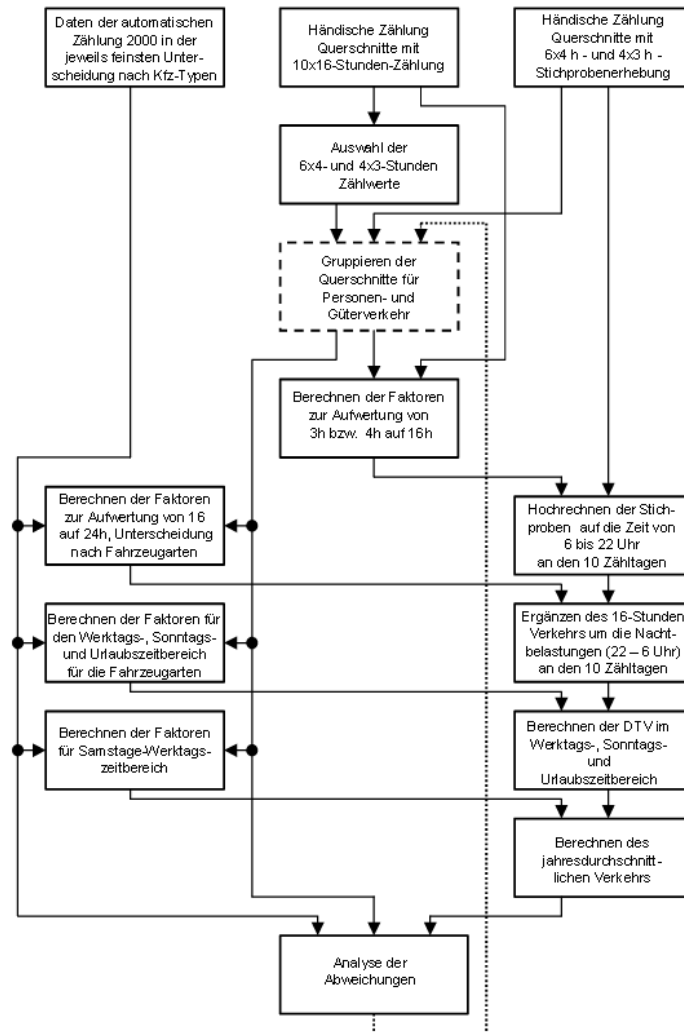 Daten der automatischen
Zählung 2000 in der
jeweils feinsten Unter-
scheidung nach Kfz-Typen
Händische Zählung
Querschnitte mit
10x16-Stunden-Zählung
Händische Zählung
Querschnitte mit
6x4 h - und 4x3 h -
Stichprobenerhebung
Auswahl der
6x4- und 4x3-Stunden
Zählwerte
Gruppieren der
Querschnitte für
Personen- und
Güterverkehr
Berechnen der Faktoren
zur Aufwertung von
3h bzw. 4h auf 16h
Berechnen der Faktoren
zur Aufwertung von 16
auf 24h, Unterscheidung
nach Fahrzeugarten
Hochrechnen der Stich-
proben auf die Zeit von
6 bis 22 Uhr
an den 10 Zähltagen
Berechnen der Faktoren für
den Werktags-, Sonntags-
und Urlaubszeitbereich
für die Fahrzeugarten
Ergänzen des 16-Stunden
Verkehrs um die Nacht-
belastungen (22 – 6 Uhr)
an den 10 Zähltagen
Berechnen der Faktoren
für Samstage-Werktags-
zeitbereich
Berechnen der DTV im
Werktags-, Sonntags-
und
Urlaubszeitbereich
Berechnen des
jahresdurchschnitt-
lichen Verkehrs
Analyse der
Abweichungen